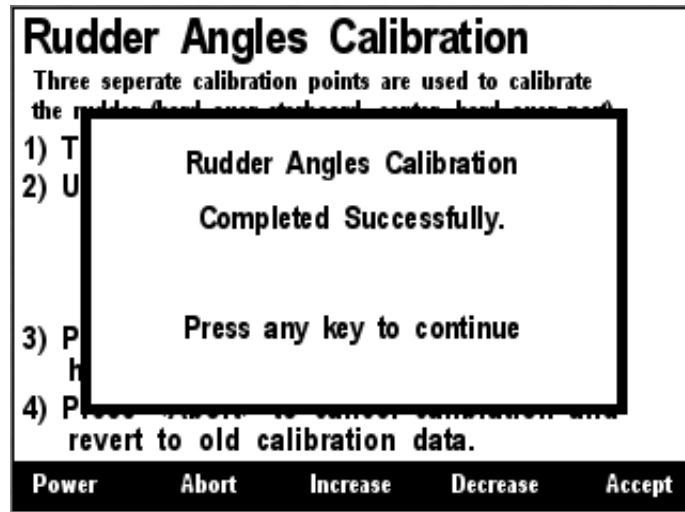 Rudder Angles Calibration
Three seperate calibration points are used to calibrate
the
1) T
2) U
Rudder Angles Calibration
Completed Successfully.
Press any key to continue
3) P
h
4) P
revert to old calibration data.
Power Abort Increase Decrease Accept